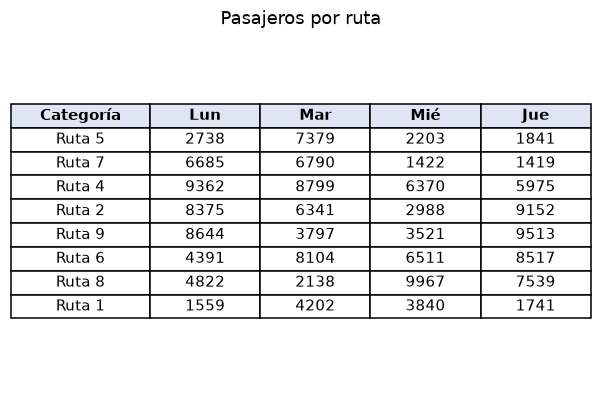 Pasajeros por ruta
Categoría Lun Mar Mié Jue
Ruta 5 2738 7379 2203 1841
Ruta 7 6685 6790 1422 1419
Ruta 4 9362 8799 6370 5975
Ruta 2 8375 6341 2988 9152
Ruta 9 8644 3797 3521 9513
Ruta 6 4391 8104 6511 8517
Ruta 8 4822 2138 9967 7539
Ruta 1 1559 4202 3840 1741